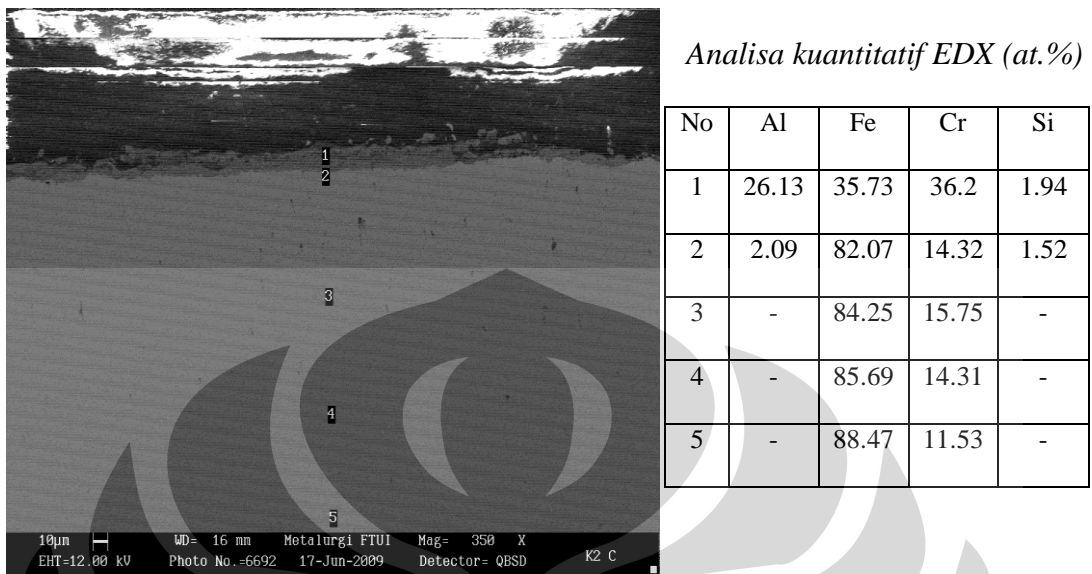 Analisa kuantitatif EDX (at.%)
No Al Fe Cr Si
1 26.13 35.73 36.2 1.94
2 2.09 82.07 14.32 1.52
3 - 84.25 15.75 -
4 - 85.69 14.31 -
5 - 88.47 11.53 -
1
2
3
4
5
10µm WD= 16 mm Metalurgi FTUI Mag= 350 X
EHT=12.00 kV Photo No.=6692 17-Jun-2009 Detector= QBSD K2 C